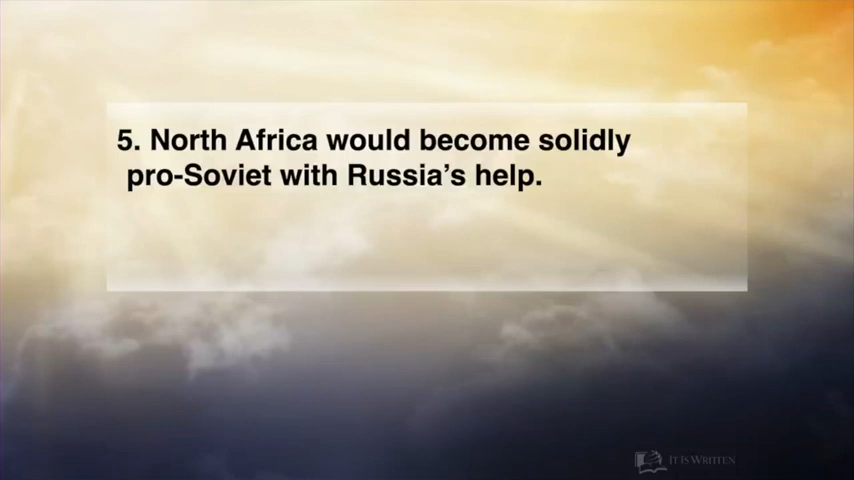 5. North Africa would become solidly
pro-Soviet with Russia's help.
IT IS WRITTEN